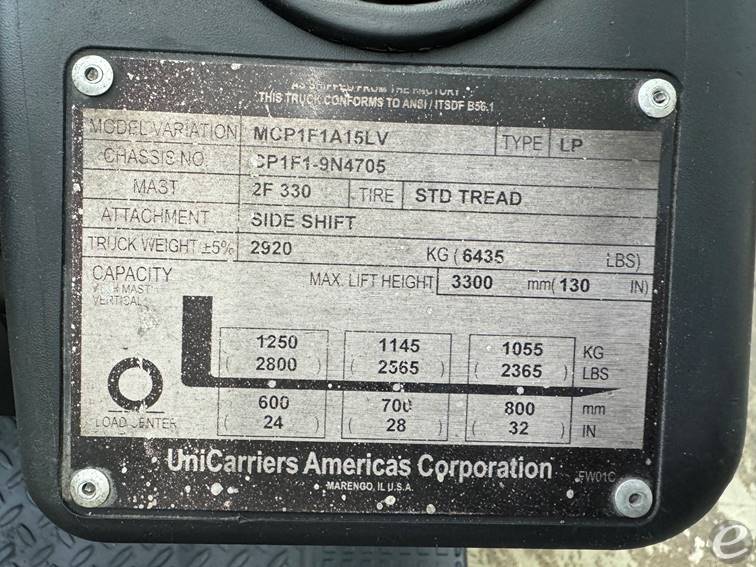 AS SHIPPED FROM THE FACTORY
THIS TRUCK CONFORMS TO ANSI / ITSDF B56.1
MODEL VARIATION MCP1F1A15LV TYPE LP
CHASSIS NO. CP1F1-9N4705
MAST 2F 330 TIRE STD TREAD
ATTACHMENT SIDE SHIFT
TRUCK WEIGHT ±5% 2920 KG ( 6435 LBS)
CAPACITY MAX. LIFT HEIGHT 3300 mm( 130 IN)
WITH MAST
VERTICAL
1250 1145 1055 KG
( 2800 ) ( 2565 ) ( 2365 ) LBS
600 700 800 mm
LOAD CENTER ( 24 ) ( 28 ) ( 32 ) IN
UniCarriers Americas Corporation
MARENGO, IL U.S.A. FW01C
e